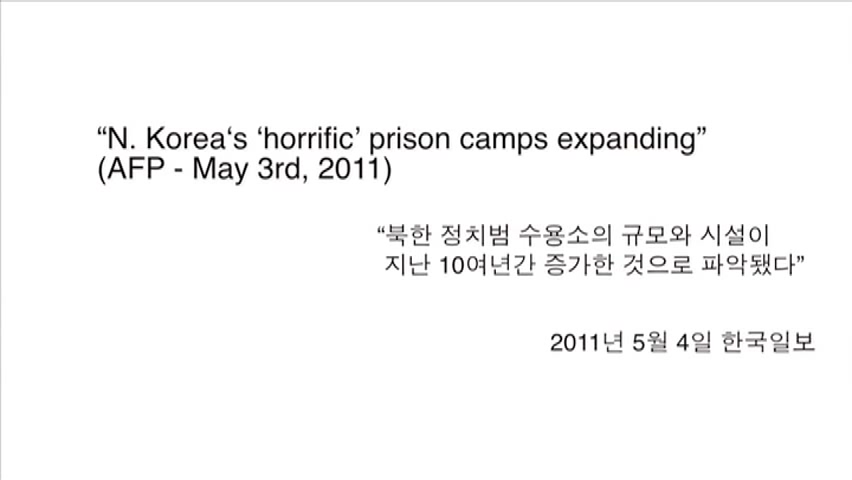 “N. Korea‘s ‘horrific’ prison camps expanding”
(AFP - May 3rd, 2011)
“북한 정치범 수용소의 규모와 시설이
지난 10여년간 증가한 것으로 파악됐다”
2011년 5월 4일 한국일보